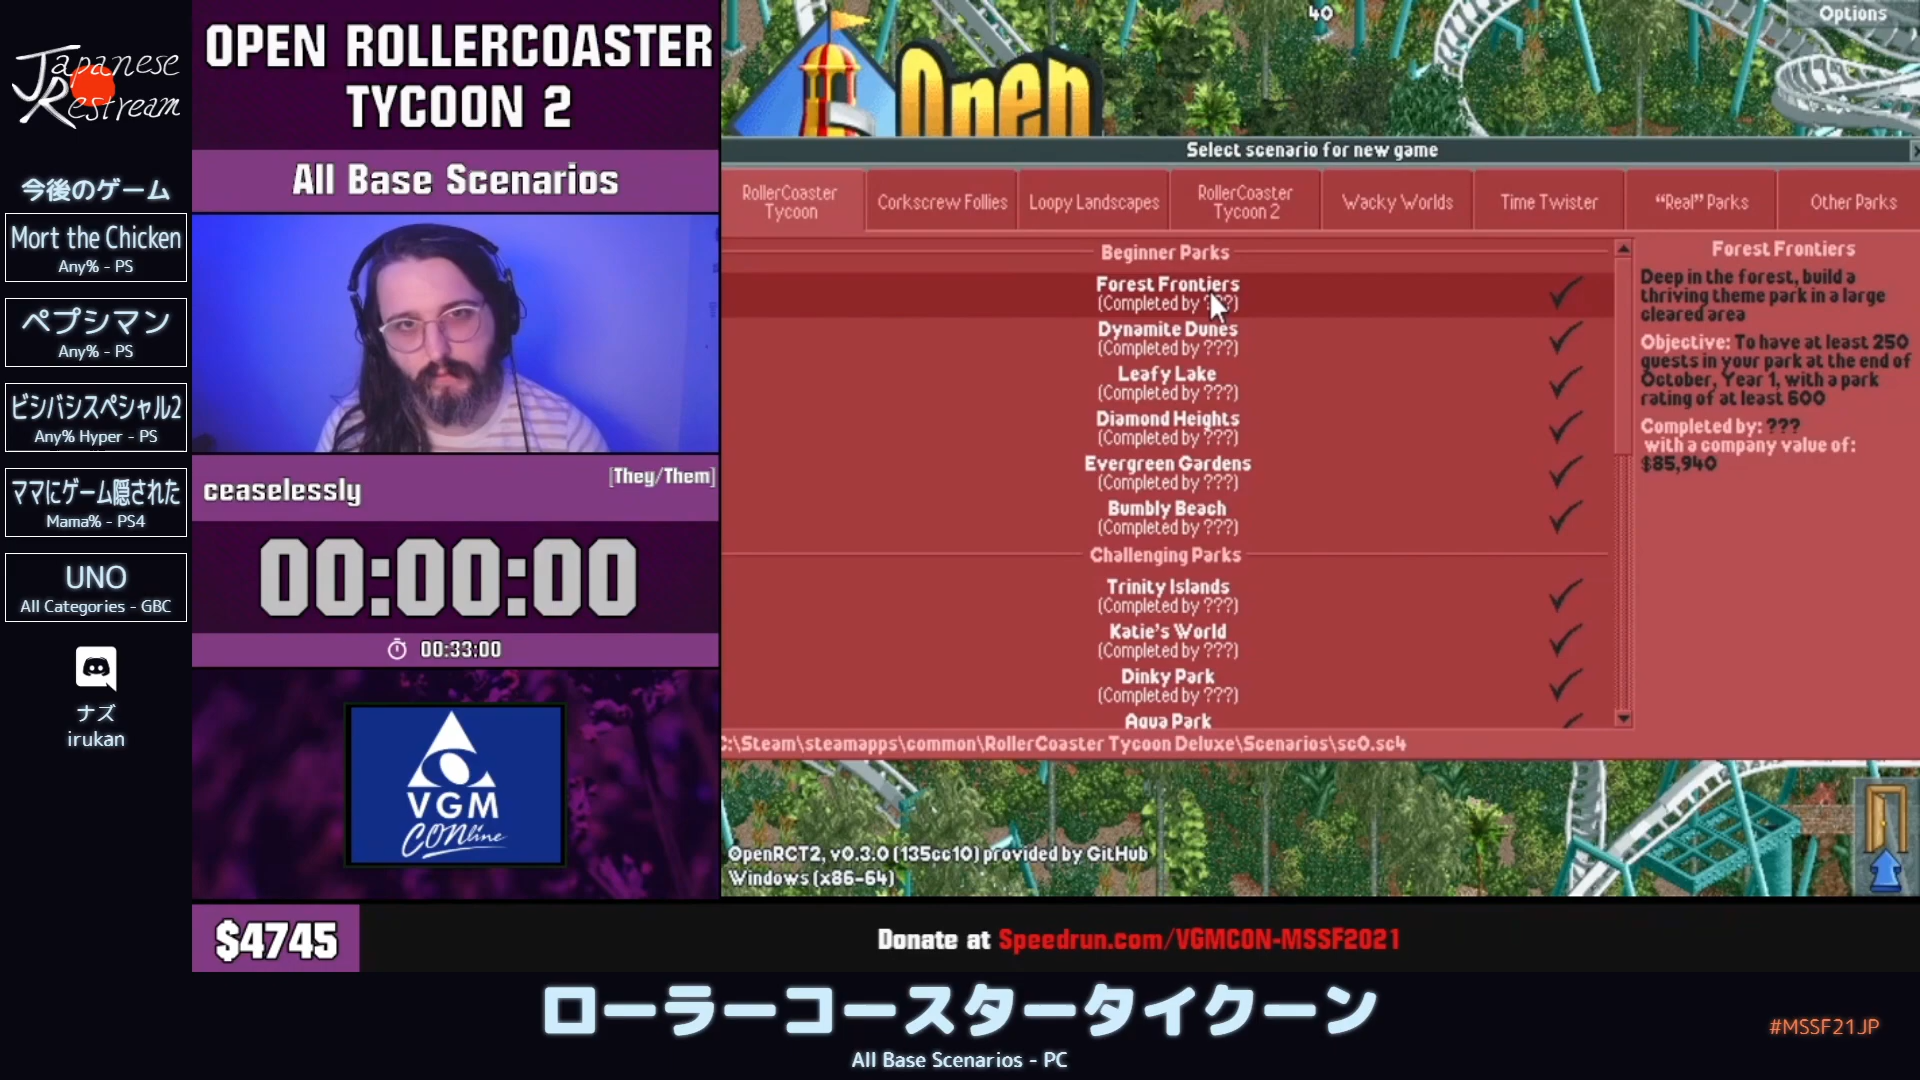 Japanese
Restream
今後のゲーム
Mort the Chicken
Any% - PS
ペプシマン
Any% - PS
ビシバシスペシャル2
Any% Hyper - PS
ママにゲーム隠された
Mama% - PS4
UNO
All Categories - GBC
ナズ
irukan
OPEN ROLLERCOASTER
TYCOON 2
All Base Scenarios
ceaselessly
[They/Them]
00:00:00
00:33:00
VGM
CONline
$4745
Donate at Speedrun.com/VGMCON-MSSF2021
40
Options
Open
Select scenario for new game
RollerCoaster
Tycoon
Corkscrew Follies
Loopy Landscapes
RollerCoaster
Tycoon 2
Wacky Worlds
Time Twister
"Real" Parks
Other Parks
Beginner Parks
Forest Frontiers
(Completed by ???)
Dynamite Dunes
(Completed by ???)
Leafy Lake
(Completed by ???)
Diamond Heights
(Completed by ???)
Evergreen Gardens
(Completed by ???)
Bumbly Beach
(Completed by ???)
Challenging Parks
Trinity Islands
(Completed by ???)
Katie's World
(Completed by ???)
Dinky Park
(Completed by ???)
Aqua Park
Forest Frontiers
Deep in the forest, build a
thriving theme park in a large
cleared area
Objective: To have at least 250
guests in your park at the end of
October, Year 1, with a park
rating of at least 600
Completed by: ???
with a company value of:
$85,940
:\Steam\steamapps\common\RollerCoaster Tycoon Deluxe\Scenarios\sc0.sc4
OpenRCT2, v0.3.0 (135cc10) provided by GitHub
Windows (x86-64)
ローラーコースタータイクーン
All Base Scenarios - PC
#MSSF21JP